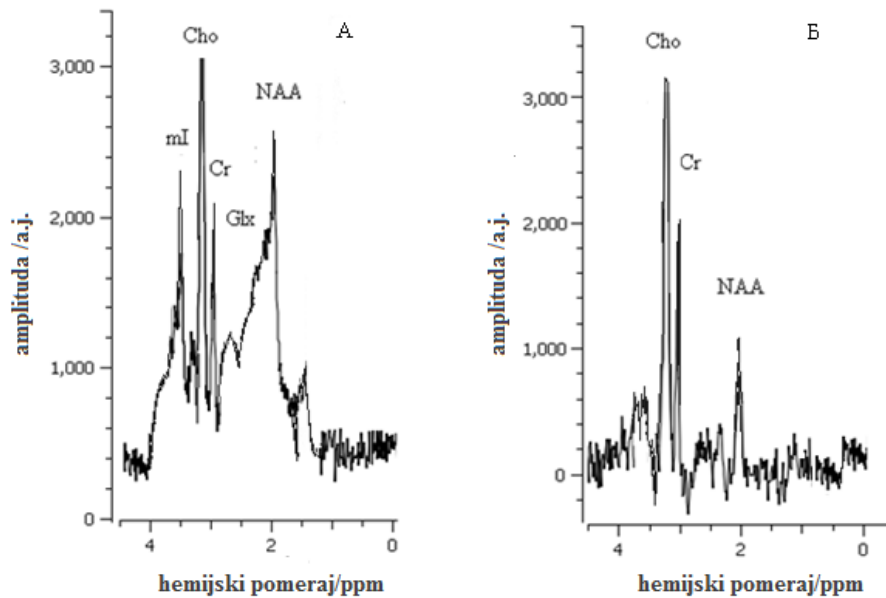 A
Cho
3,000
NAA
mI
Cr
2,000
Glx
1,000
0
4
2
0
amplituda /a.j.
hemijski pomeraj/ppm
Б
Cho
3,000
Cr
2,000
NAA
1,000
0
4
2
0
amplituda /a.j.
hemijski pomeraj/ppm